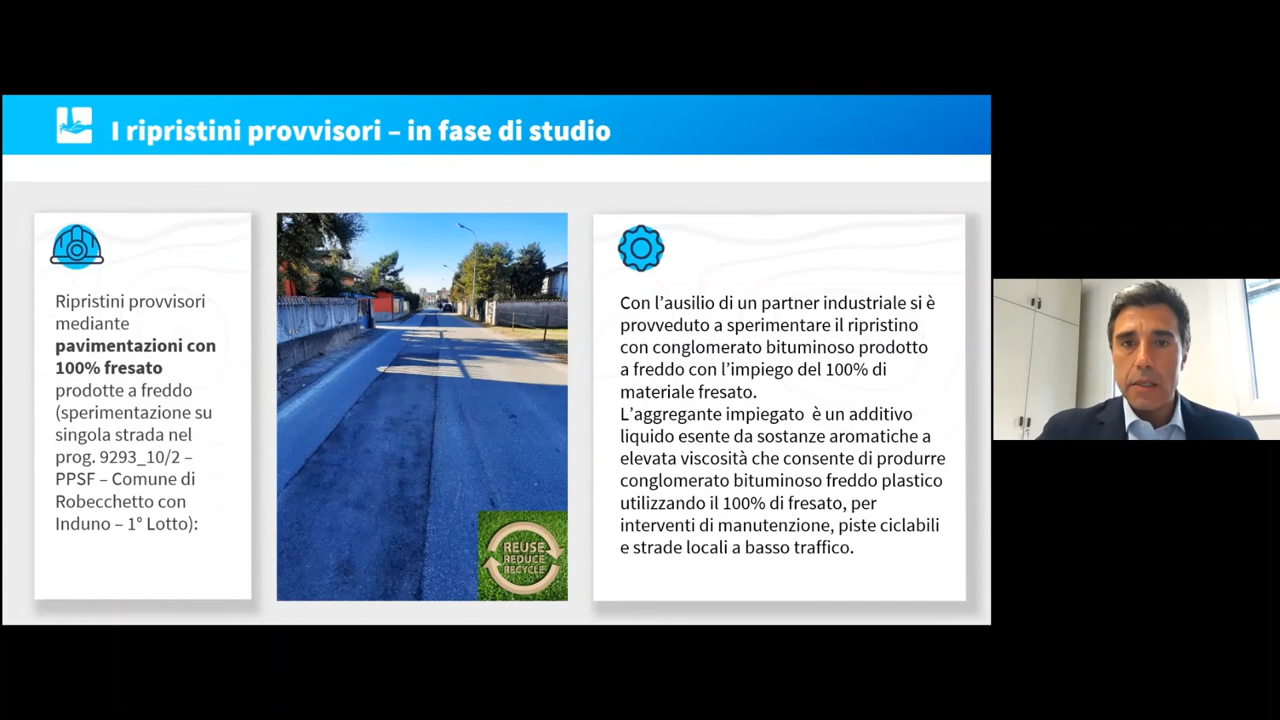 I ripristini provvisori – in fase di studio
Ripristini provvisori
mediante
pavimentazioni con
100% fresato
prodotte a freddo
(sperimentazione su
singola strada nel
prog. 9293_10/2 –
PPSF – Comune di
Robecchetto con
Induno – 1° Lotto):
REUSE
REDUCE
RECYCLE
Con l'ausilio di un partner industriale si è
provveduto a sperimentare il ripristino
con conglomerato bituminoso prodotto
a freddo con l'impiego del 100% di
materiale fresato.
L'aggregante impiegato  è un additivo
liquido esente da sostanze aromatiche a
elevata viscosità che consente di produrre
conglomerato bituminoso freddo plastico
utilizzando il 100% di fresato, per
interventi di manutenzione, piste ciclabili
e strade locali a basso traffico.